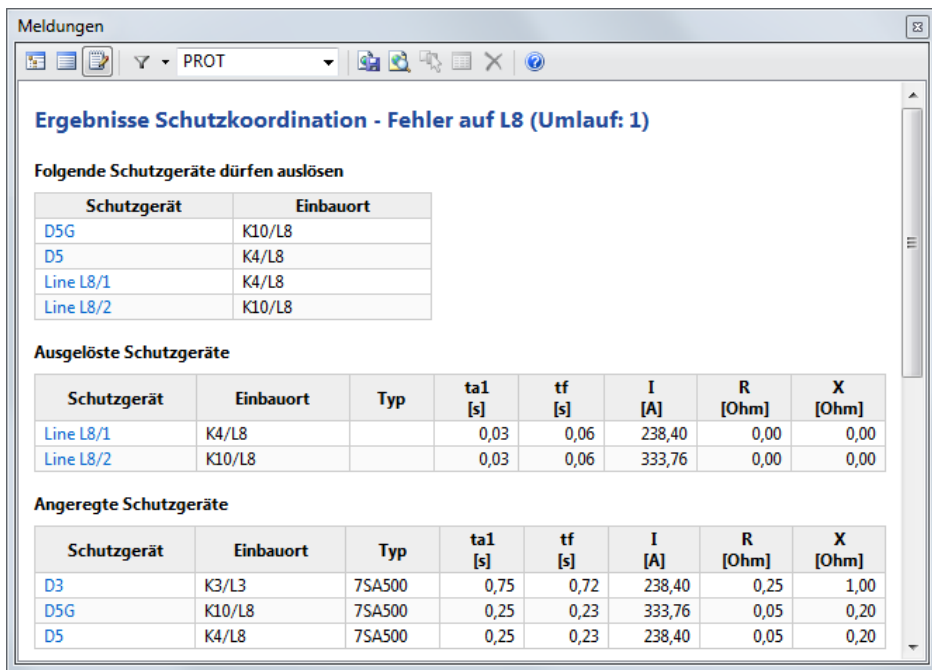 Meldungen
PROT
Ergebnisse Schutzkoordination - Fehler auf L8 (Umlauf: 1)
Folgende Schutzgeräte dürfen auslösen
Schutzgerät Einbauort
D5G K10/L8
D5 K4/L8
Line L8/1 K4/L8
Line L8/2 K10/L8
Ausgelöste Schutzgeräte
Schutzgerät Einbauort Typ ta1 [s] tf [s] I [A] R [Ohm] X [Ohm]
Line L8/1 K4/L8 0,03 0,06 238,40 0,00 0,00
Line L8/2 K10/L8 0,03 0,06 333,76 0,00 0,00
Angeregte Schutzgeräte
Schutzgerät Einbauort Typ ta1 [s] tf [s] I [A] R [Ohm] X [Ohm]
D3 K3/L3 7SA500 0,75 0,72 238,40 0,25 1,00
D5G K10/L8 7SA500 0,25 0,23 333,76 0,05 0,20
D5 K4/L8 7SA500 0,25 0,23 238,40 0,05 0,20